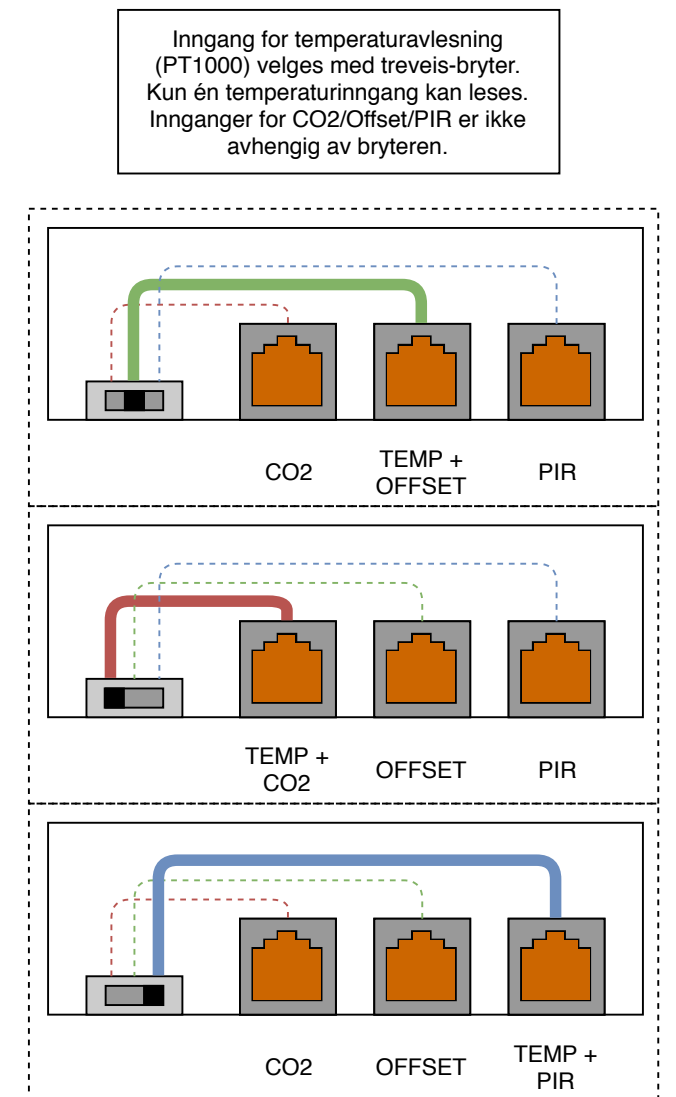 Inngang for temperaturavlesning
(PT1000) velges med treveis-bryter.
Kun én temperaturinngang kan leses.
Innganger for CO2/Offset/PIR er ikke
avhengig av bryteren.
CO2
TEMP +
OFFSET
PIR
TEMP +
CO2
OFFSET
PIR
CO2
OFFSET
TEMP +
PIR